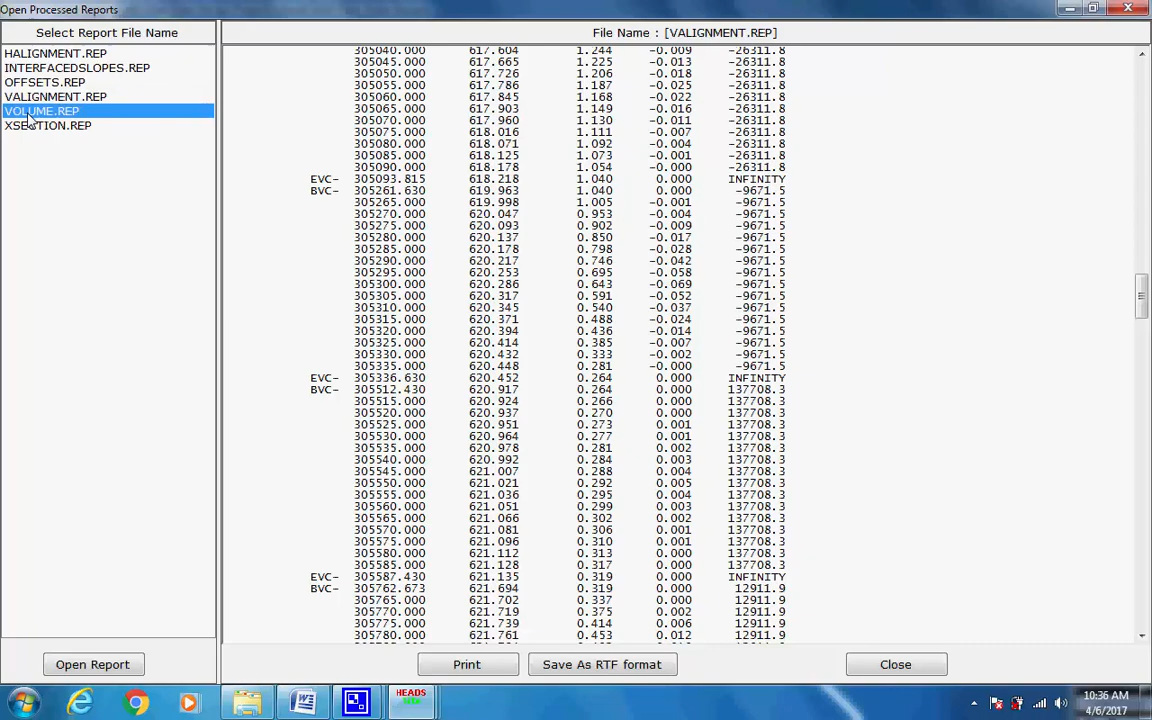 Open Processed Reports
Select Report File Name
File Name : [VALIGNMENT.REP]
HALIGNMENT.REP
INTERFACEDSLOPES.REP
OFFSETS.REP
VALIGNMENT.REP
VOLUME.REP
XSECTION.REP
305040.000 617.604 1.244 -0.009 -26311.8
305045.000 617.665 1.225 -0.013 -26311.8
305050.000 617.726 1.206 -0.018 -26311.8
305055.000 617.786 1.187 -0.025 -26311.8
305060.000 617.845 1.168 -0.022 -26311.8
305065.000 617.903 1.149 -0.016 -26311.8
305070.000 617.960 1.130 -0.011 -26311.8
305075.000 618.016 1.111 -0.007 -26311.8
305080.000 618.071 1.092 -0.004 -26311.8
305085.000 618.125 1.073 -0.001 -26311.8
305090.000 618.178 1.054 -0.000 -26311.8
EVC- 305093.815 618.218 1.040 0.000 INFINITY
BVC- 305261.630 619.963 1.040 0.000 -9671.5
305265.000 619.998 1.005 -0.001 -9671.5
305270.000 620.047 0.953 -0.004 -9671.5
305275.000 620.093 0.902 -0.009 -9671.5
305280.000 620.137 0.850 -0.017 -9671.5
305285.000 620.178 0.798 -0.028 -9671.5
305290.000 620.217 0.746 -0.042 -9671.5
305295.000 620.253 0.695 -0.058 -9671.5
305300.000 620.286 0.643 -0.069 -9671.5
305305.000 620.317 0.591 -0.052 -9671.5
305310.000 620.345 0.540 -0.037 -9671.5
305315.000 620.371 0.488 -0.024 -9671.5
305320.000 620.394 0.436 -0.014 -9671.5
305325.000 620.414 0.385 -0.007 -9671.5
305330.000 620.432 0.333 -0.002 -9671.5
305335.000 620.448 0.281 -0.000 -9671.5
EVC- 305336.630 620.452 0.264 0.000 INFINITY
BVC- 305512.430 620.917 0.264 0.000 137708.3
305515.000 620.924 0.266 0.000 137708.3
305520.000 620.937 0.270 0.000 137708.3
305525.000 620.951 0.273 0.001 137708.3
305530.000 620.964 0.277 0.001 137708.3
305535.000 620.978 0.281 0.002 137708.3
305540.000 620.992 0.284 0.003 137708.3
305545.000 621.007 0.288 0.004 137708.3
305550.000 621.021 0.292 0.005 137708.3
305555.000 621.036 0.295 0.004 137708.3
305560.000 621.051 0.299 0.003 137708.3
305565.000 621.066 0.302 0.002 137708.3
305570.000 621.081 0.306 0.001 137708.3
305575.000 621.096 0.310 0.001 137708.3
305580.000 621.112 0.313 0.000 137708.3
305585.000 621.128 0.317 0.000 137708.3
EVC- 305587.430 621.135 0.319 0.000 INFINITY
BVC- 305762.673 621.694 0.319 0.000 12911.9
305765.000 621.702 0.337 0.000 12911.9
305770.000 621.719 0.375 0.002 12911.9
305775.000 621.739 0.414 0.006 12911.9
305780.000 621.761 0.453 0.012 12911.9
Open Report
Print
Save As RTF format
Close
HEADS
10:36 AM
4/6/2017